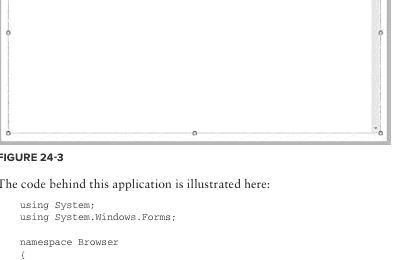 FIGURE 24-3
The code behind this application is illustrated here:
using System;
using System.Windows.Forms;
namespace Browser
{